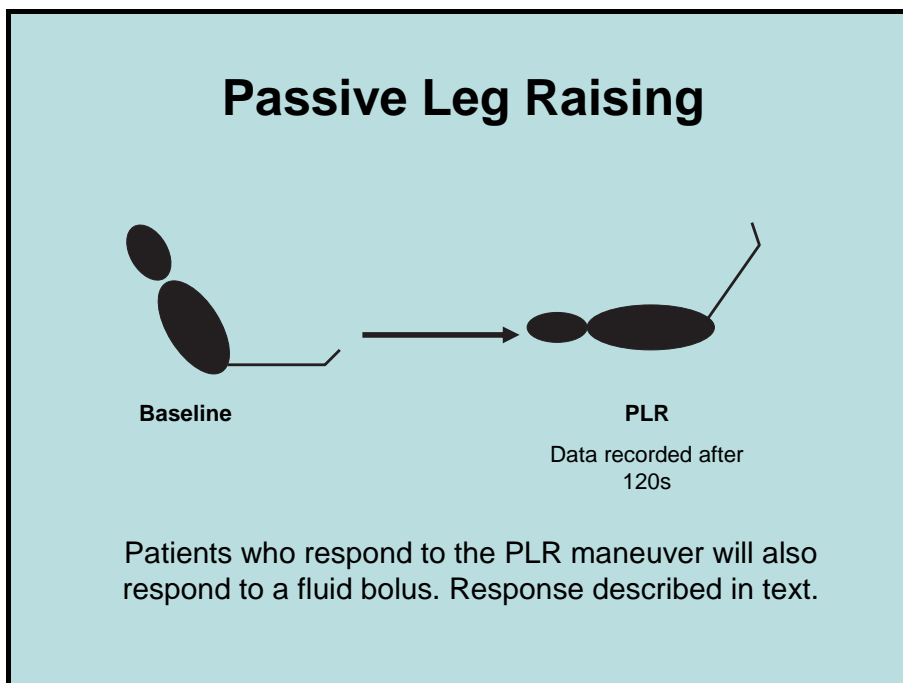 Passive Leg Raising
Baseline
PLR
Data recorded after
120s
Patients who respond to the PLR maneuver will also
respond to a fluid bolus. Response described in text.